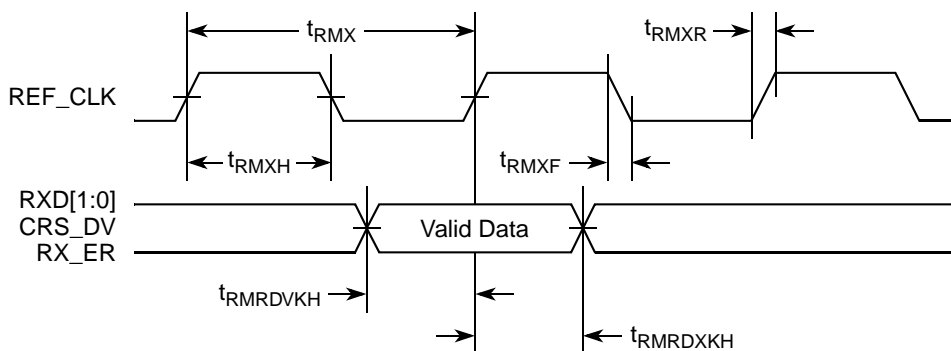 tRMX
tRMXR
REF_CLK
tRMXH
tRMXF
RXD[1:0]
CRS_DV
RX_ER
Valid Data
tRMRDVKH
tRMRDXKH